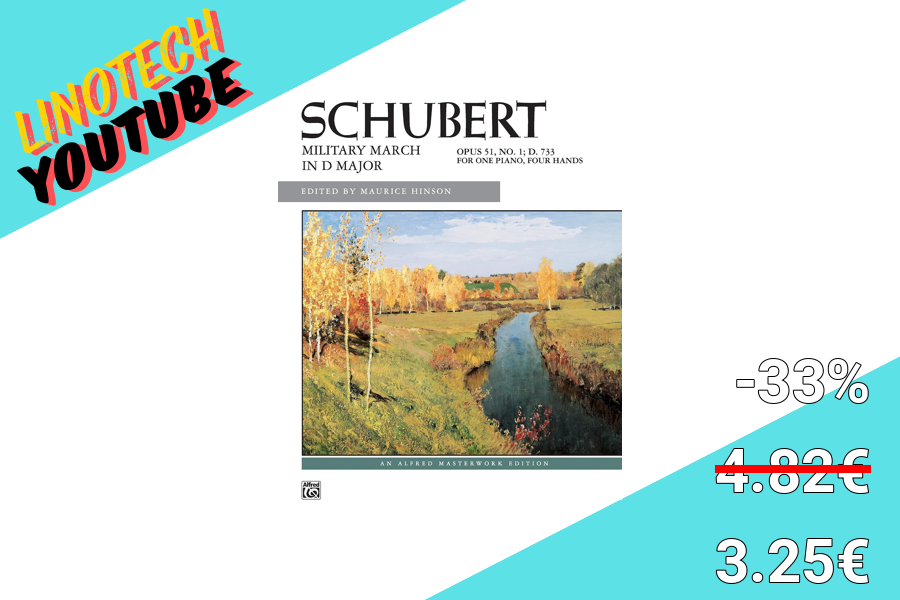 LINOTECH
YOUTUBE
SCHUBERT
MILITARY MARCH
IN D MAJOR
OPUS 51, NO. 1; D. 733
FOR ONE PIANO, FOUR HANDS
EDITED BY MAURICE HINSON
AN ALFRED MASTERWORK EDITION
Alfred
-33%
4.82€
3.25€